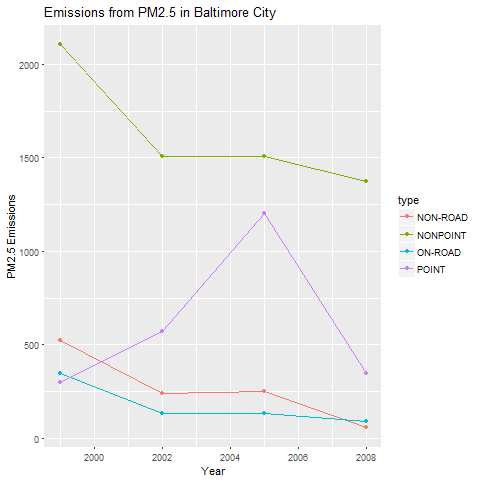 Emissions from PM2.5 in Baltimore City
2000
1500
1000
500
0
PM2.5 Emissions
2000 2002 2004 2006 2008
Year
type
NON-ROAD
NONPOINT
ON-ROAD
POINT